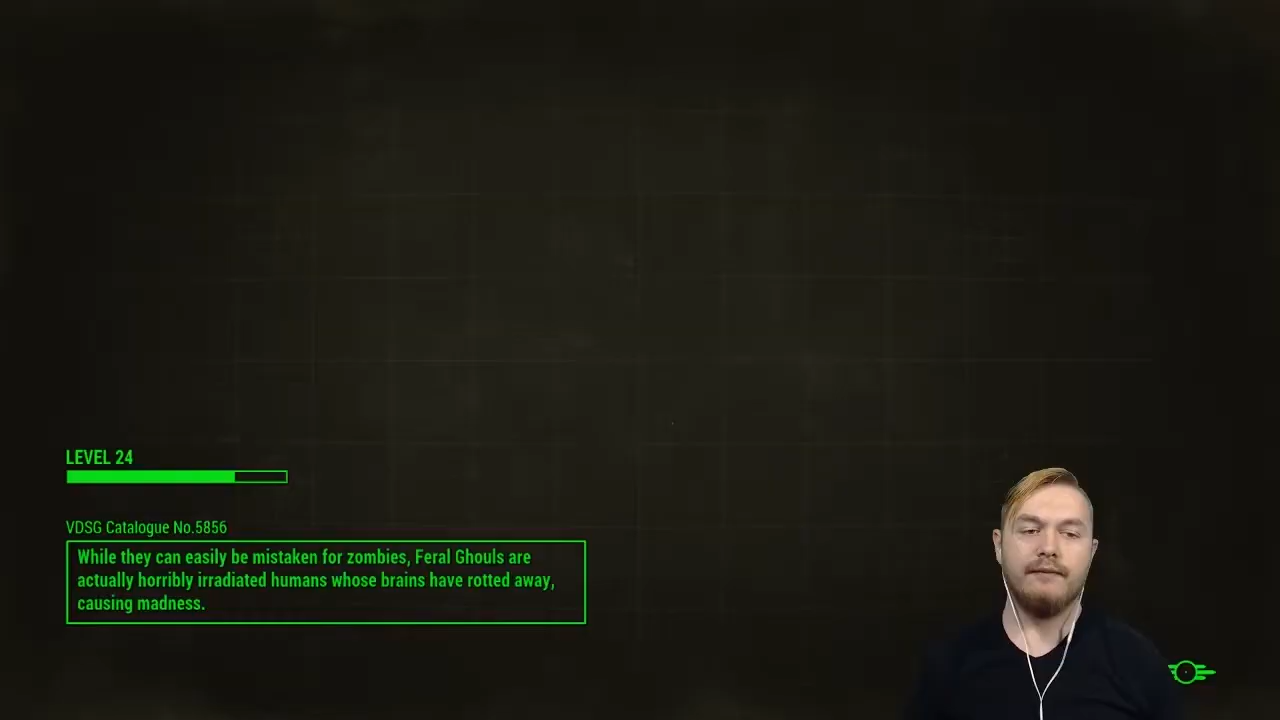 LEVEL 24
VDSG Catalogue No.5856
While they can easily be mistaken for zombies, Feral Ghouls are
actually horribly irradiated humans whose brains have rotted away,
causing madness.